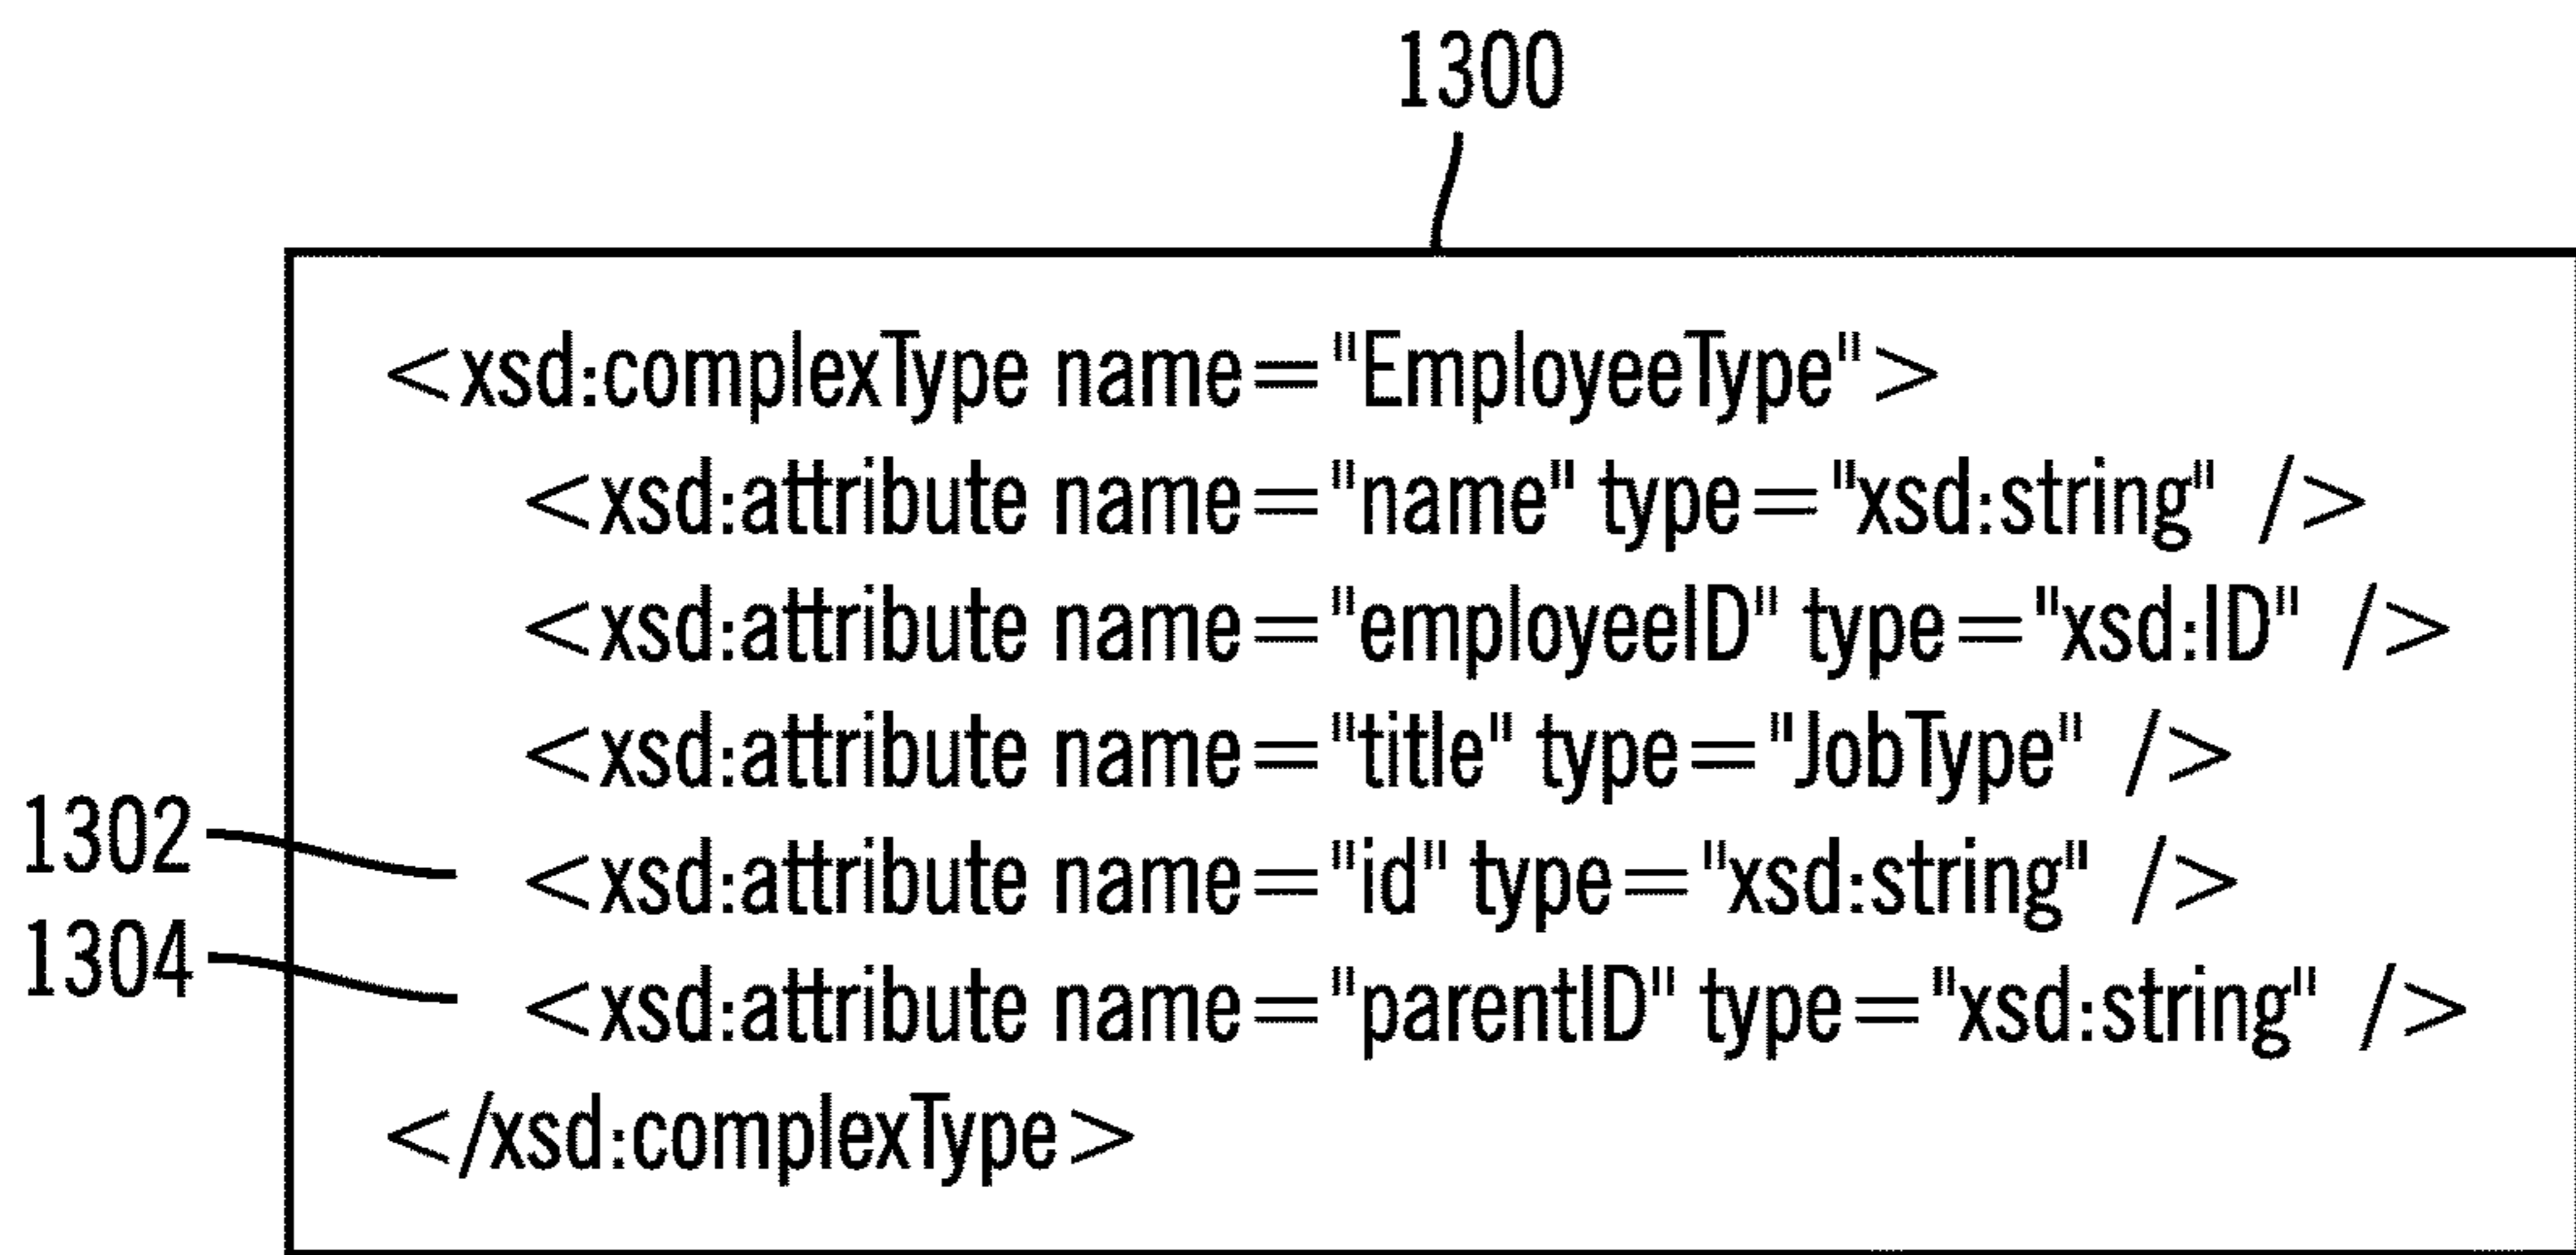 1300
<xsd:complexType name="EmployeeType">
<xsd:attribute name="name" type="xsd:string" />
<xsd:attribute name="employeeID" type="xsd:ID" />
<xsd:attribute name="title" type="JobType" />
1302 <xsd:attribute name="id" type="xsd:string" />
1304 <xsd:attribute name="parentID" type="xsd:string" />
</xsd:complexType>